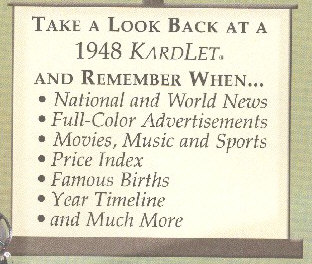 TAKE A LOOK BACK AT A
1948 KARDLET®
AND REMEMBER WHEN...
• National and World News
• Full-Color Advertisements
• Movies, Music and Sports
• Price Index
• Famous Births
• Year Timeline
• and Much More